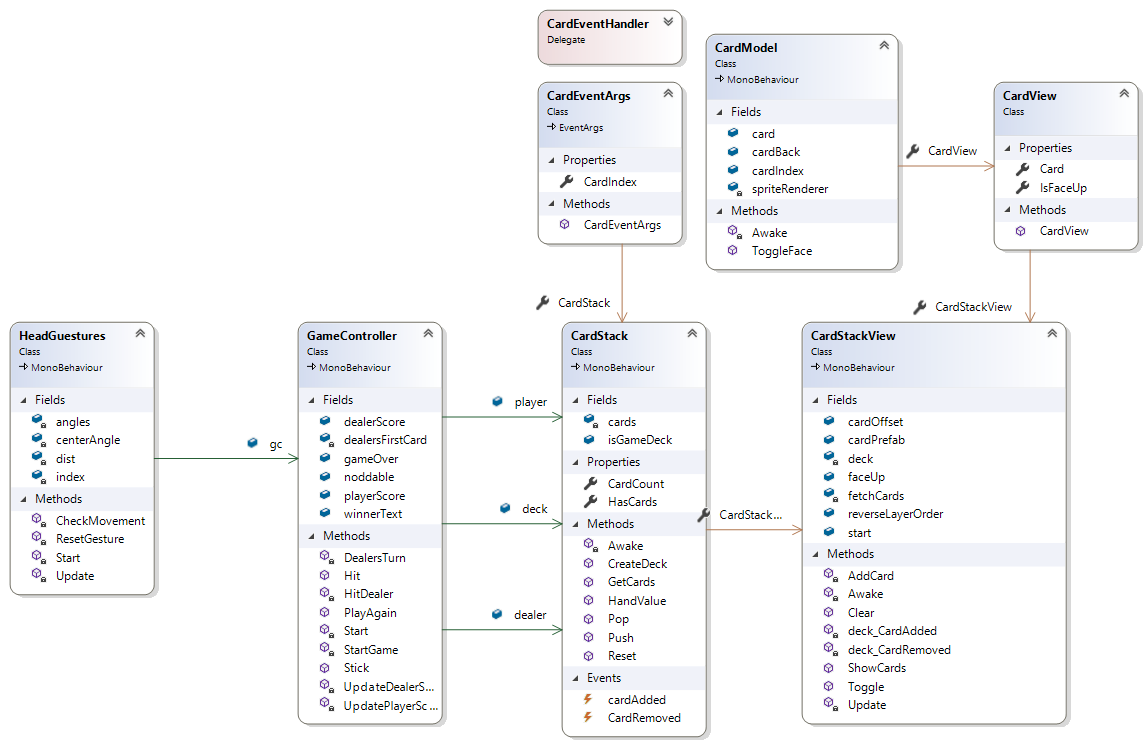 CardEventHandler
Delegate
CardEventArgs
Class
EventArgs
Properties
CardIndex
Methods
CardEventArgs
CardModel
Class
MonoBehaviour
Fields
card
cardBack
cardIndex
spriteRenderer
Methods
Awake
ToggleFace
CardView
CardView
Class
Properties
Card
IsFaceUp
Methods
CardView
CardStack
CardStackView
HeadGuestures
Class
MonoBehaviour
Fields
angles
centerAngle
dist
index
Methods
CheckMovement
ResetGesture
Start
Update
gc
GameController
Class
MonoBehaviour
Fields
dealerScore
dealersFirstCard
gameOver
noddable
playerScore
winnerText
Methods
DealersTurn
Hit
HitDealer
PlayAgain
Start
StartGame
Stick
UpdateDealerS...
UpdatePlayerSc...
player
deck
dealer
CardStack
Class
MonoBehaviour
Fields
cards
isGameDeck
Properties
CardCount
HasCards
Methods
Awake
CreateDeck
GetCards
HandValue
Pop
Push
Reset
Events
cardAdded
CardRemoved
CardStack...
CardStackView
Class
MonoBehaviour
Fields
cardOffset
cardPrefab
deck
faceUp
fetchCards
reverseLayerOrder
start
Methods
AddCard
Awake
Clear
deck_CardAdded
deck_CardRemoved
ShowCards
Toggle
Update